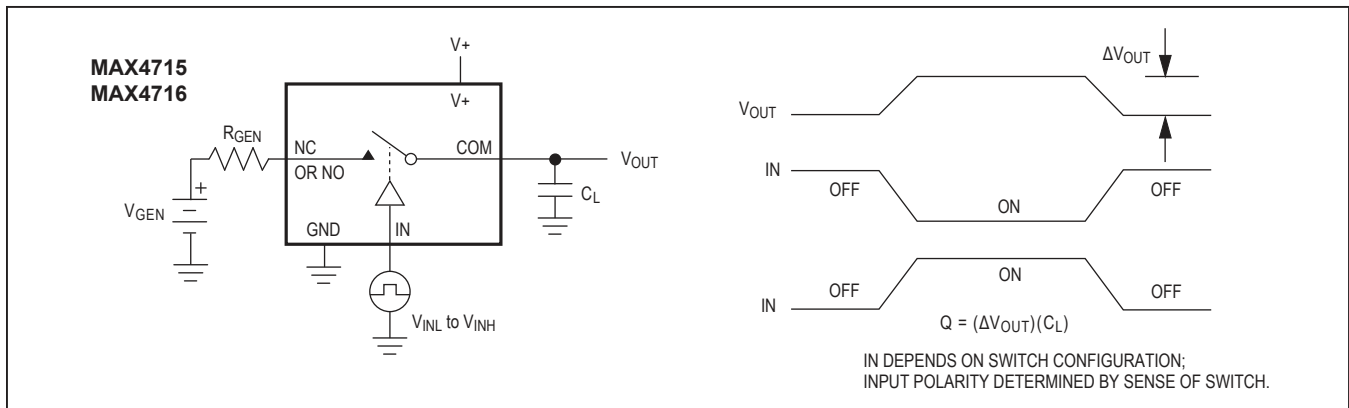 MAX4715
MAX4716
V+
V+
RGEN
NC
OR NO
COM
VOUT
CL
VGEN
+
GND
IN
VINL to VINH
ΔVOUT
VOUT
IN
OFF
ON
OFF
IN
OFF
ON
OFF
Q = (ΔVOUT)(CL)
IN DEPENDS ON SWITCH CONFIGURATION;
INPUT POLARITY DETERMINED BY SENSE OF SWITCH.